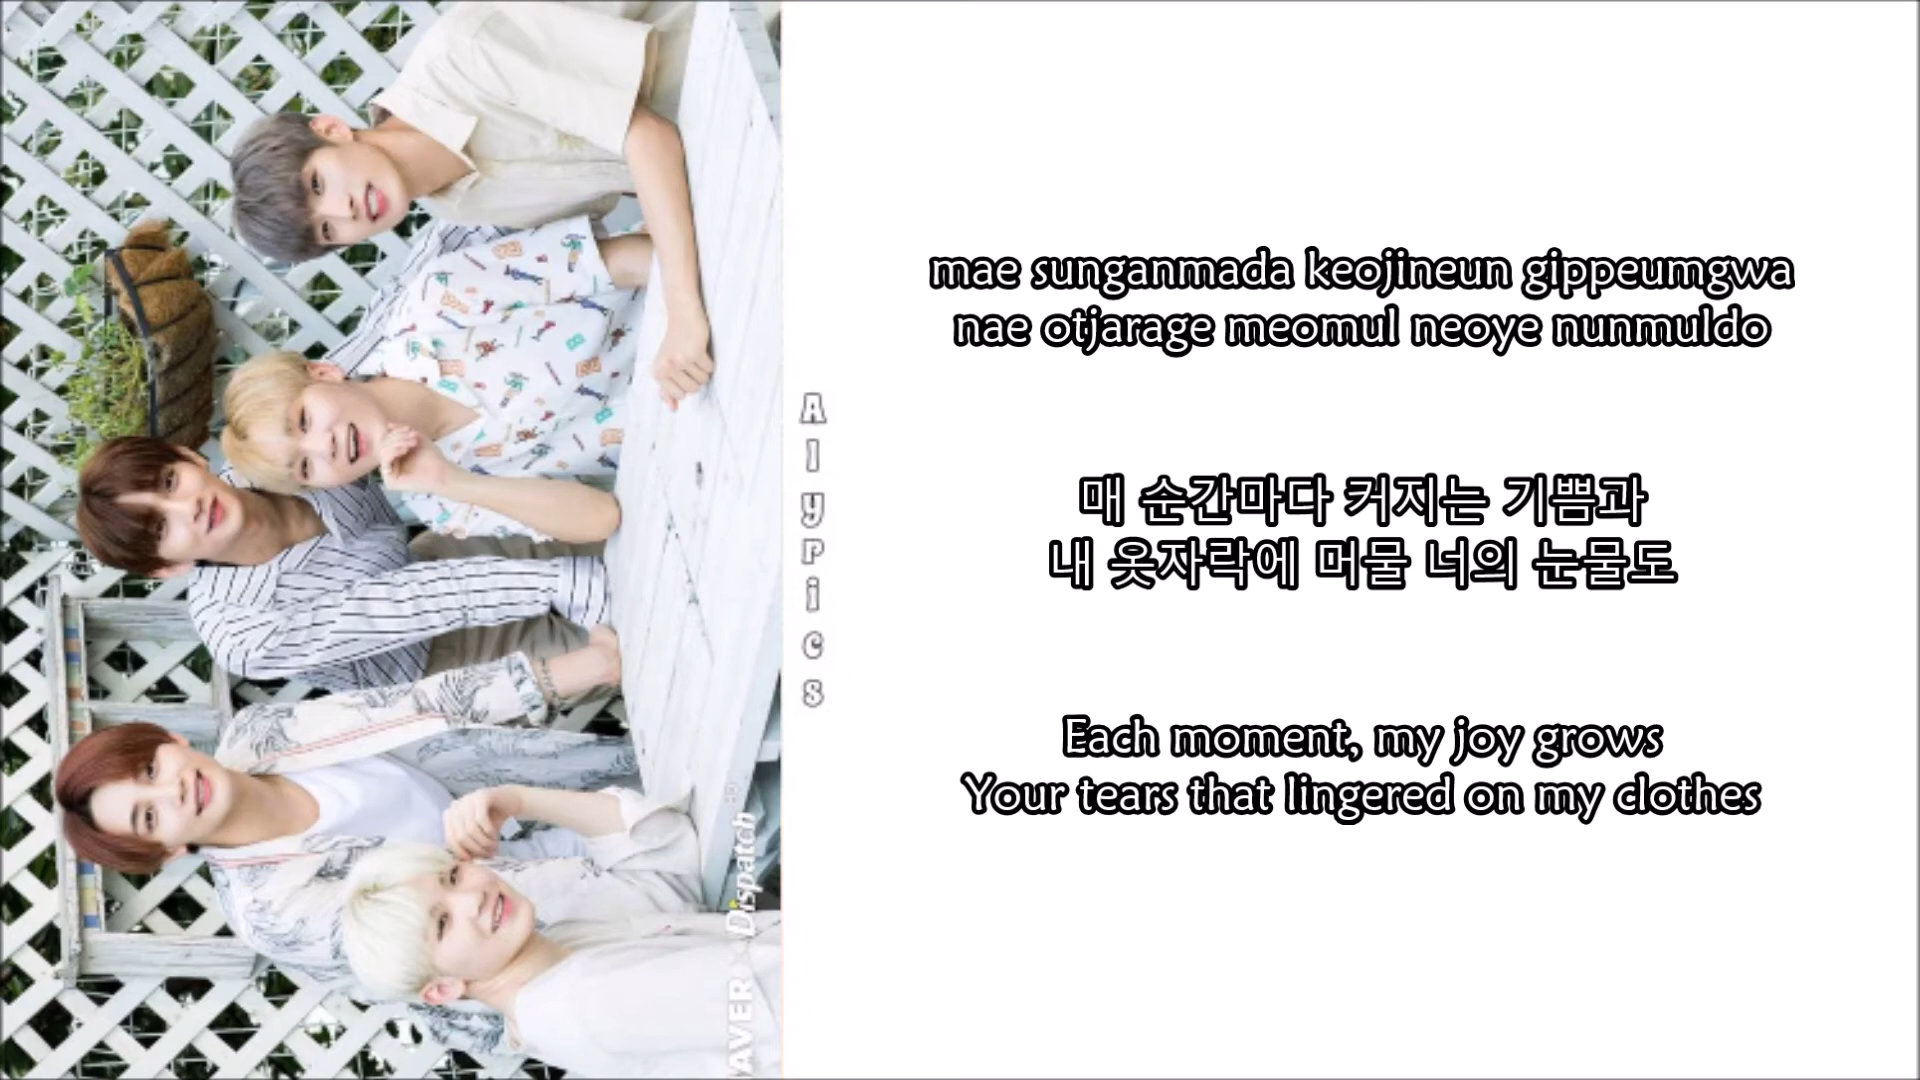 mae sunganmada keojineun gippeumgwa
nae otjarage meomul neoye nunmuldo
매 순간마다 커지는 기쁨과
내 옷자락에 머물 너의 눈물도
Each moment, my joy grows
Your tears that lingered on my clothes
Alypics
AVER × Dispatch